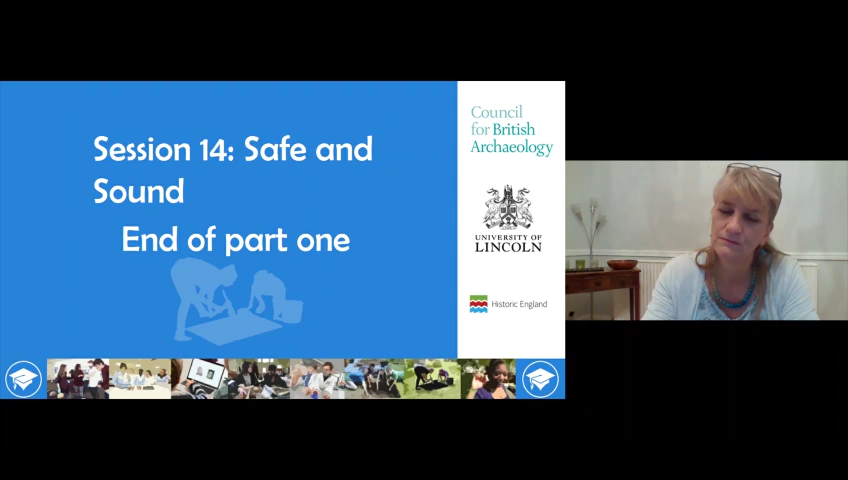 Session 14: Safe and
Sound
End of part one
Council
for British
Archaeology
UNIVERSITY OF
LINCOLN
Historic England